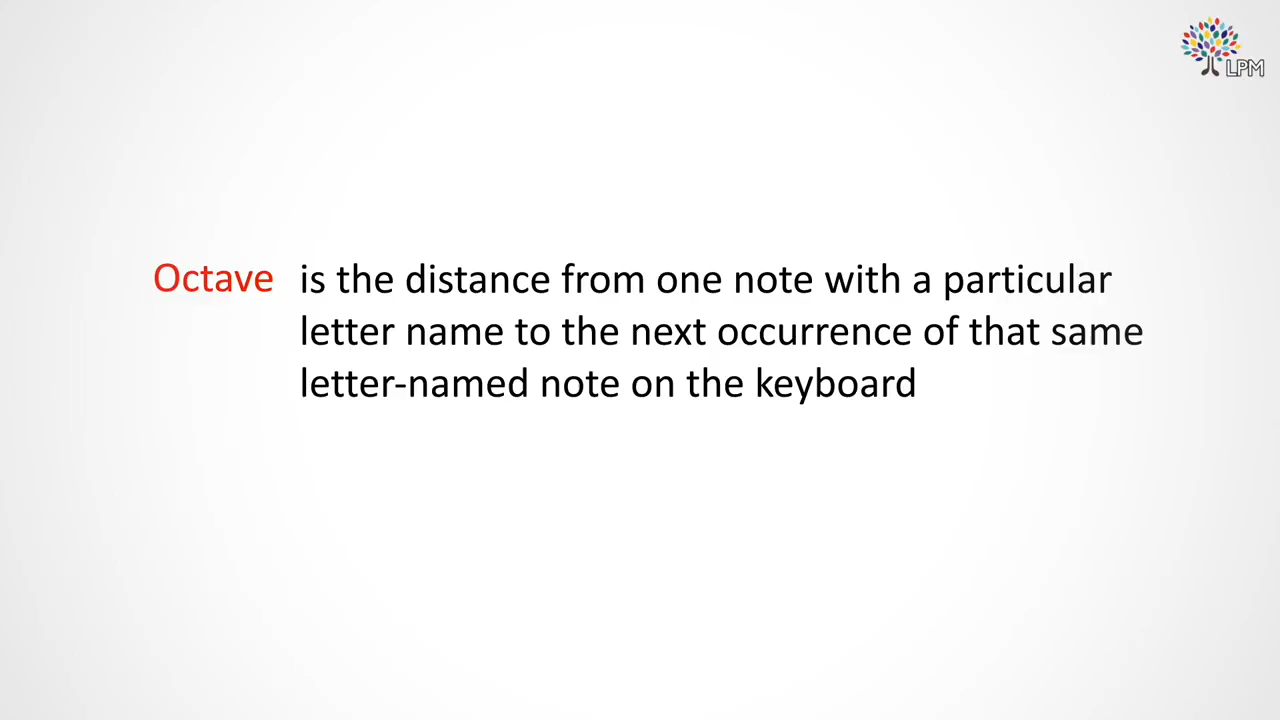 LPM
Octave is the distance from one note with a particular
letter name to the next occurrence of that same
letter-named note on the keyboard